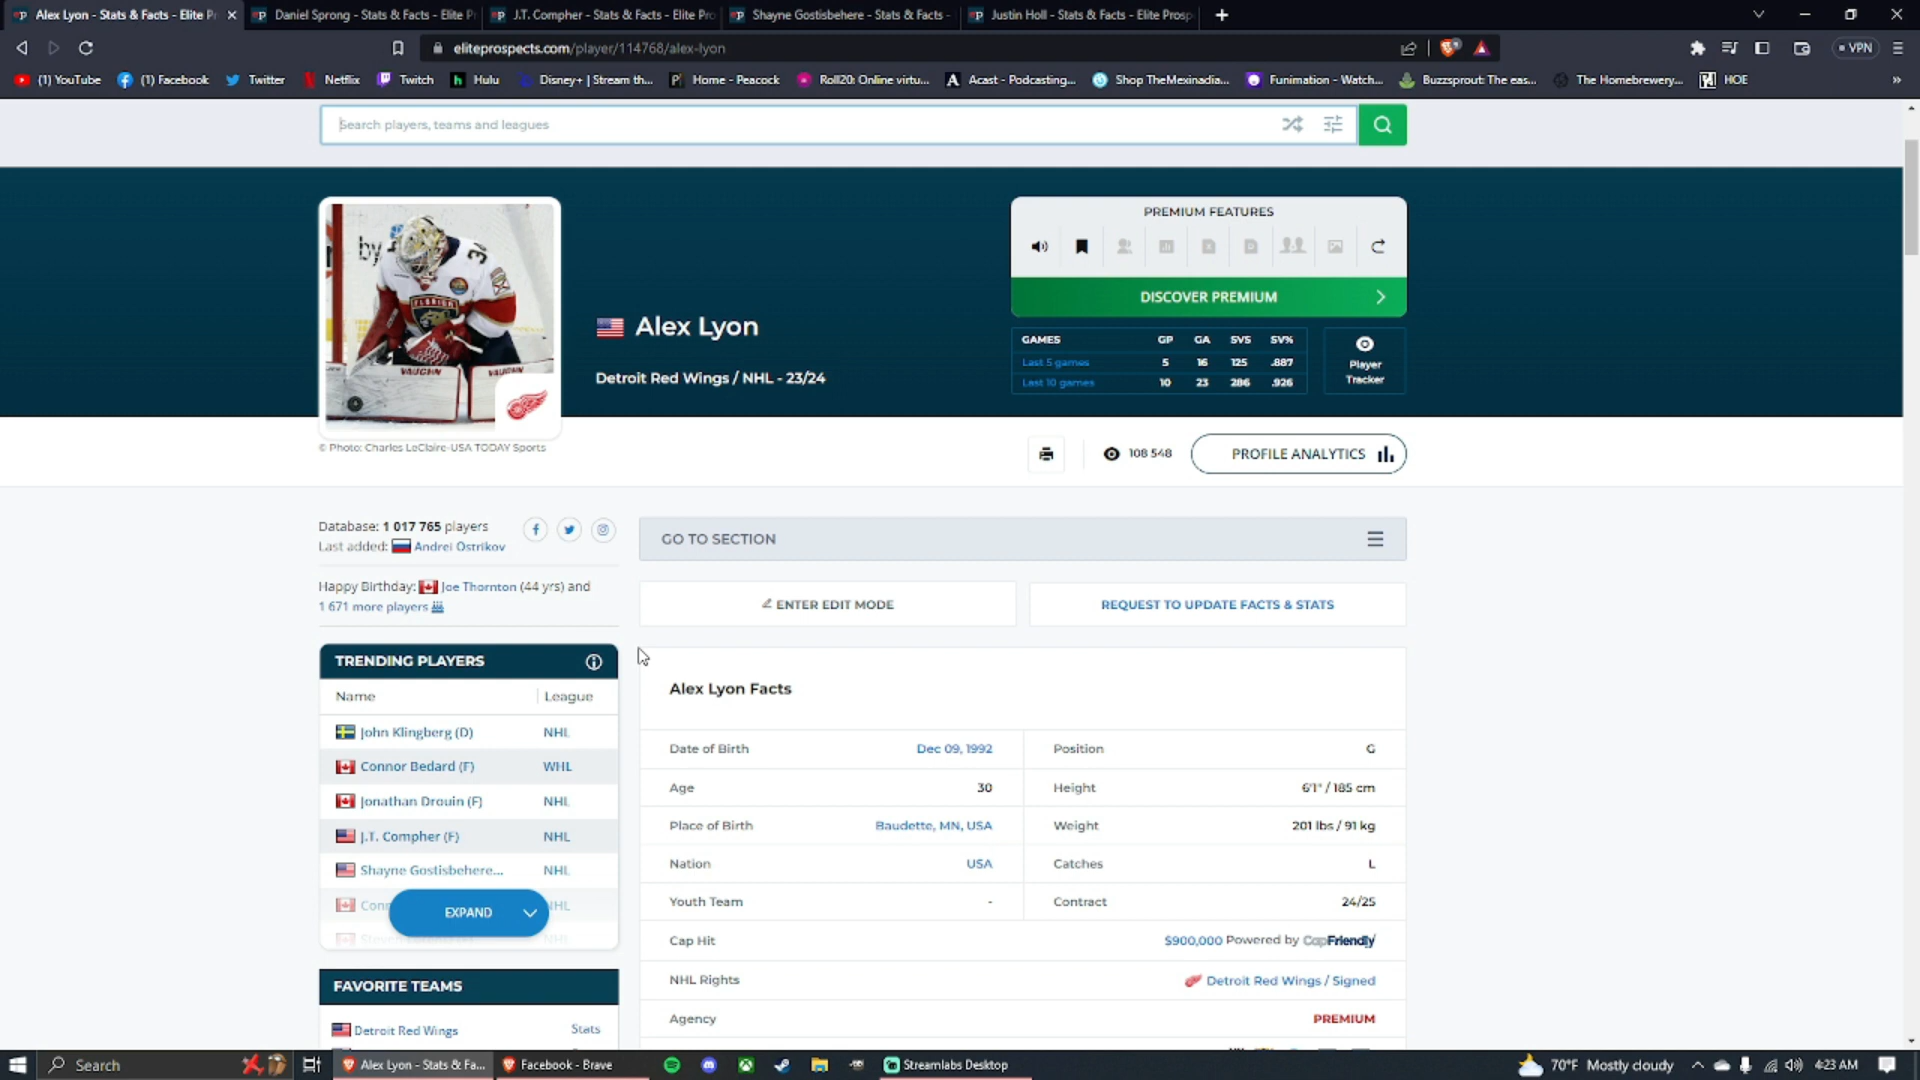 Alex Lyon - Stats & Facts - Elite Pr
Daniel Sprong - Stats & Facts - Elite P
J.T. Compher - Stats & Facts - Elite Pro
Shayne Gostisbehere - Stats & Facts -
Justin Holl - Stats & Facts - Elite Prosp
eliteprospects.com/player/114768/alex-lyon
VPN
(1) YouTube
(1) Facebook
Twitter
Netflix
Twitch
Hulu
Disney+ | Stream th...
Home - Peacock
Roll20: Online virtu...
Acast - Podcasting...
Shop TheMexinadia...
Funimation - Watch...
Buzzsprout: The eas...
The Homebrewery...
HOE
Search players, teams and leagues
PREMIUM FEATURES
DISCOVER PREMIUM
Alex Lyon
Detroit Red Wings / NHL - 23/24
GAMES GP GA SVS SV%
Last 5 games 5 16 125 .887
Last 10 games 10 23 286 .926
Player
Tracker
FLORIDA
VAUGHN
© Photo: Charles LeClaire-USA TODAY Sports
108 548
PROFILE ANALYTICS
Database: 1 017 765 players
Last added: Andrei Ostrikov
Happy Birthday: Joe Thornton (44 yrs) and
1 671 more players
GO TO SECTION
ENTER EDIT MODE
REQUEST TO UPDATE FACTS & STATS
TRENDING PLAYERS
Name League
John Klingberg (D) NHL
Connor Bedard (F) WHL
Jonathan Drouin (F) NHL
J.T. Compher (F) NHL
Shayne Gostisbehere... NHL
EXPAND
FAVORITE TEAMS
Detroit Red Wings Stats
Alex Lyon Facts
Date of Birth Dec 09, 1992 Position G
Age 30 Height 6'1" / 185 cm
Place of Birth Baudette, MN, USA Weight 201 lbs / 91 kg
Nation USA Catches L
Youth Team - Contract 24/25
Cap Hit $900,000 Powered by CapFriendly
NHL Rights Detroit Red Wings / Signed
Agency PREMIUM
Search
Alex Lyon - Stats & Fa...
Facebook - Brave
Streamlabs Desktop
70°F Mostly cloudy
4:23 AM